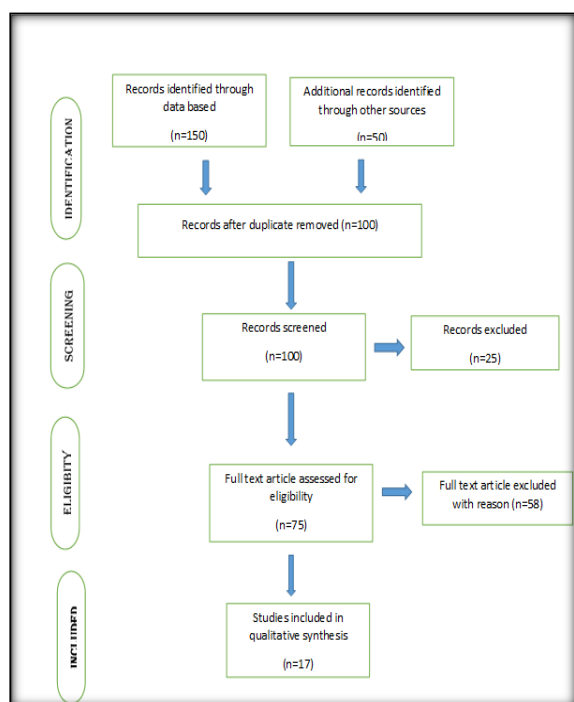 Records identified through
data based
(n=150)
Additional records identified
through other sources
(n=50)
IDENTIFICATION
Records after duplicate removed (n=100)
SCREENING
Records screened
(n=100)
Records excluded
(n=25)
ELIGIBITY
Full text article assessed for
eligibility
(n=75)
Full text article excluded
with reason (n=58)
INCLUDED
Studies included in
qualitative synthesis
(n=17)